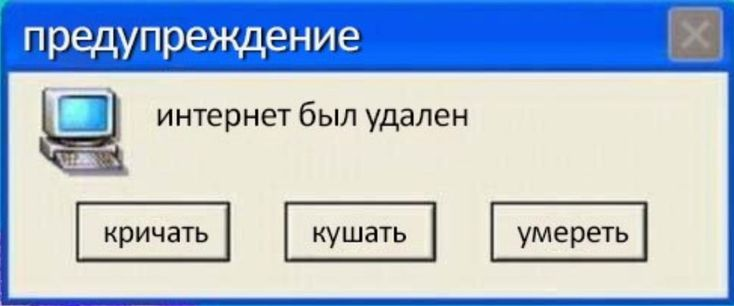 предупреждение
интернет был удален
кричать кушать умереть